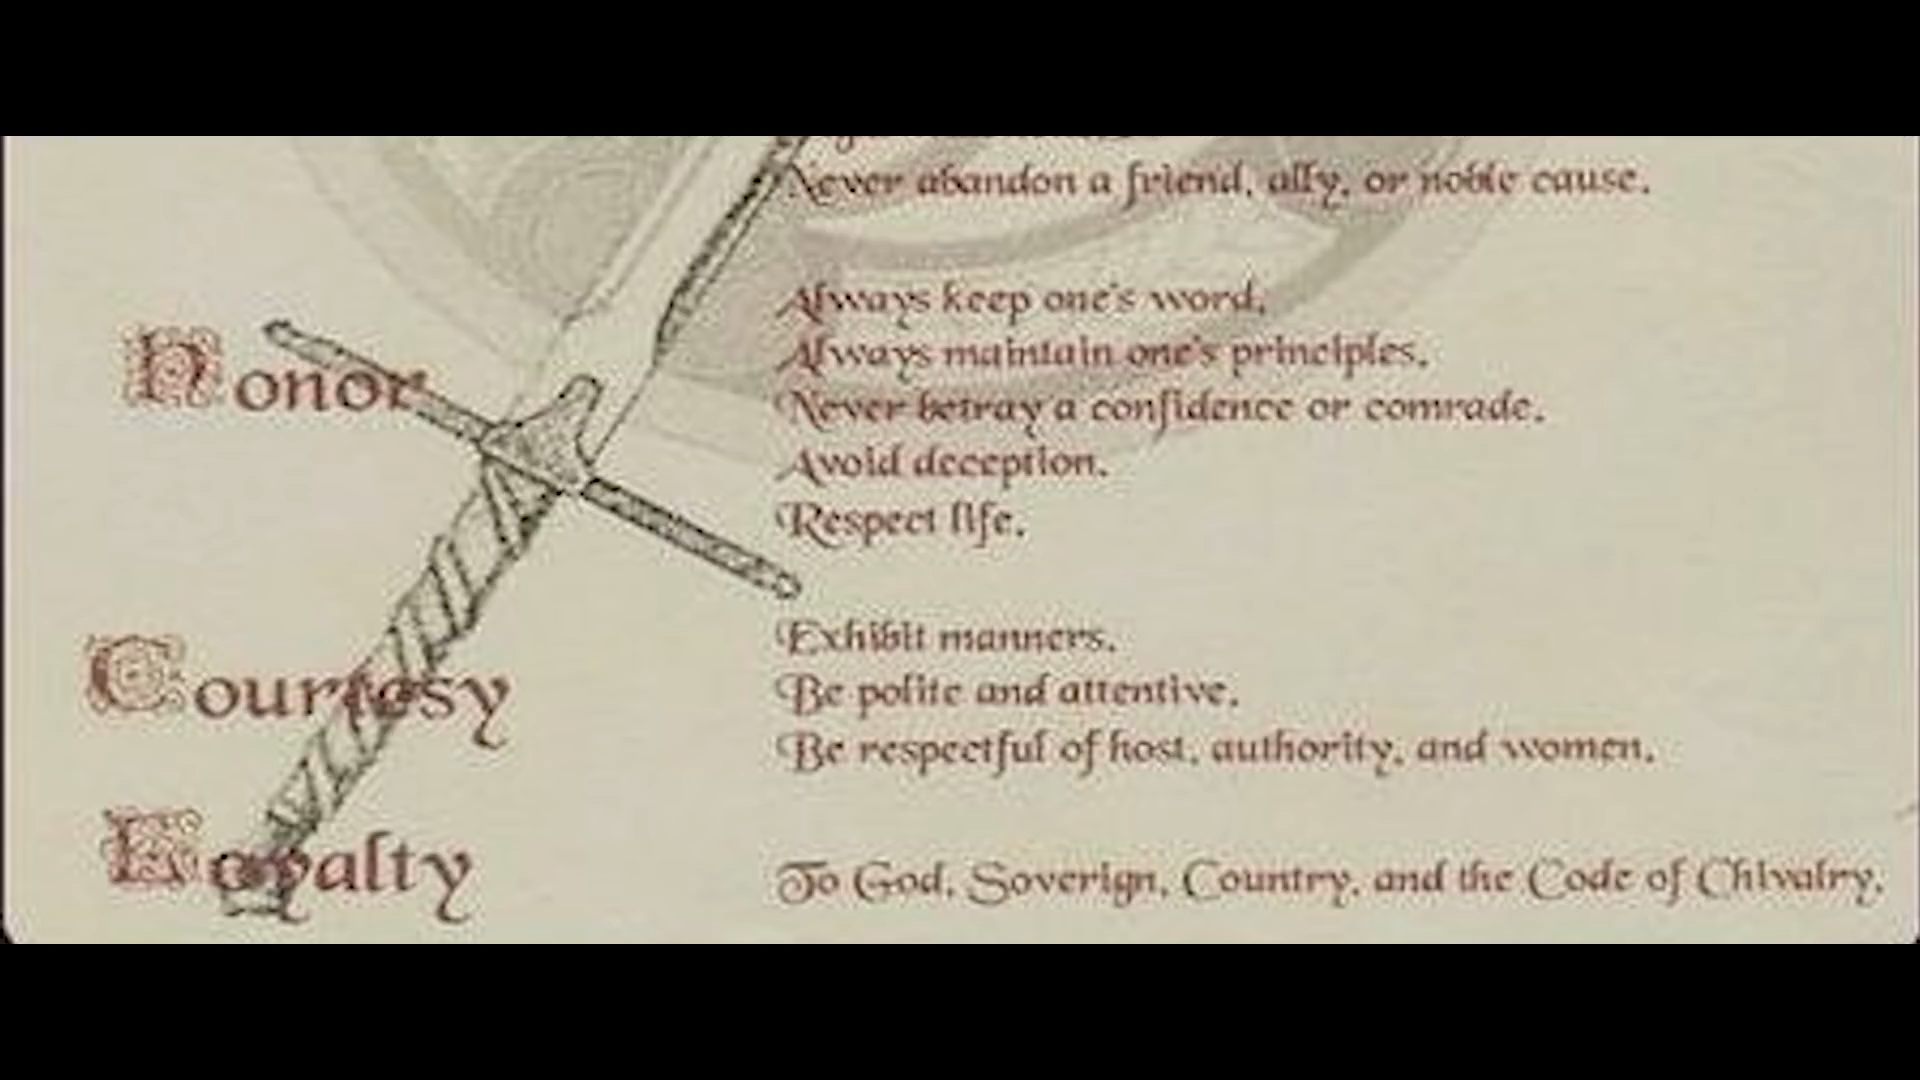 Never abandon a friend, ally, or noble cause.
Honor
Always keep one's word.
Always maintain one's principles.
Never betray a confidence or comrade.
Avoid deception.
Respect life.
Courtesy
Exhibit manners.
Be polite and attentive.
Be respectful of host, authority, and women.
Loyalty
To God, Soverign, Country, and the Code of Chivalry.